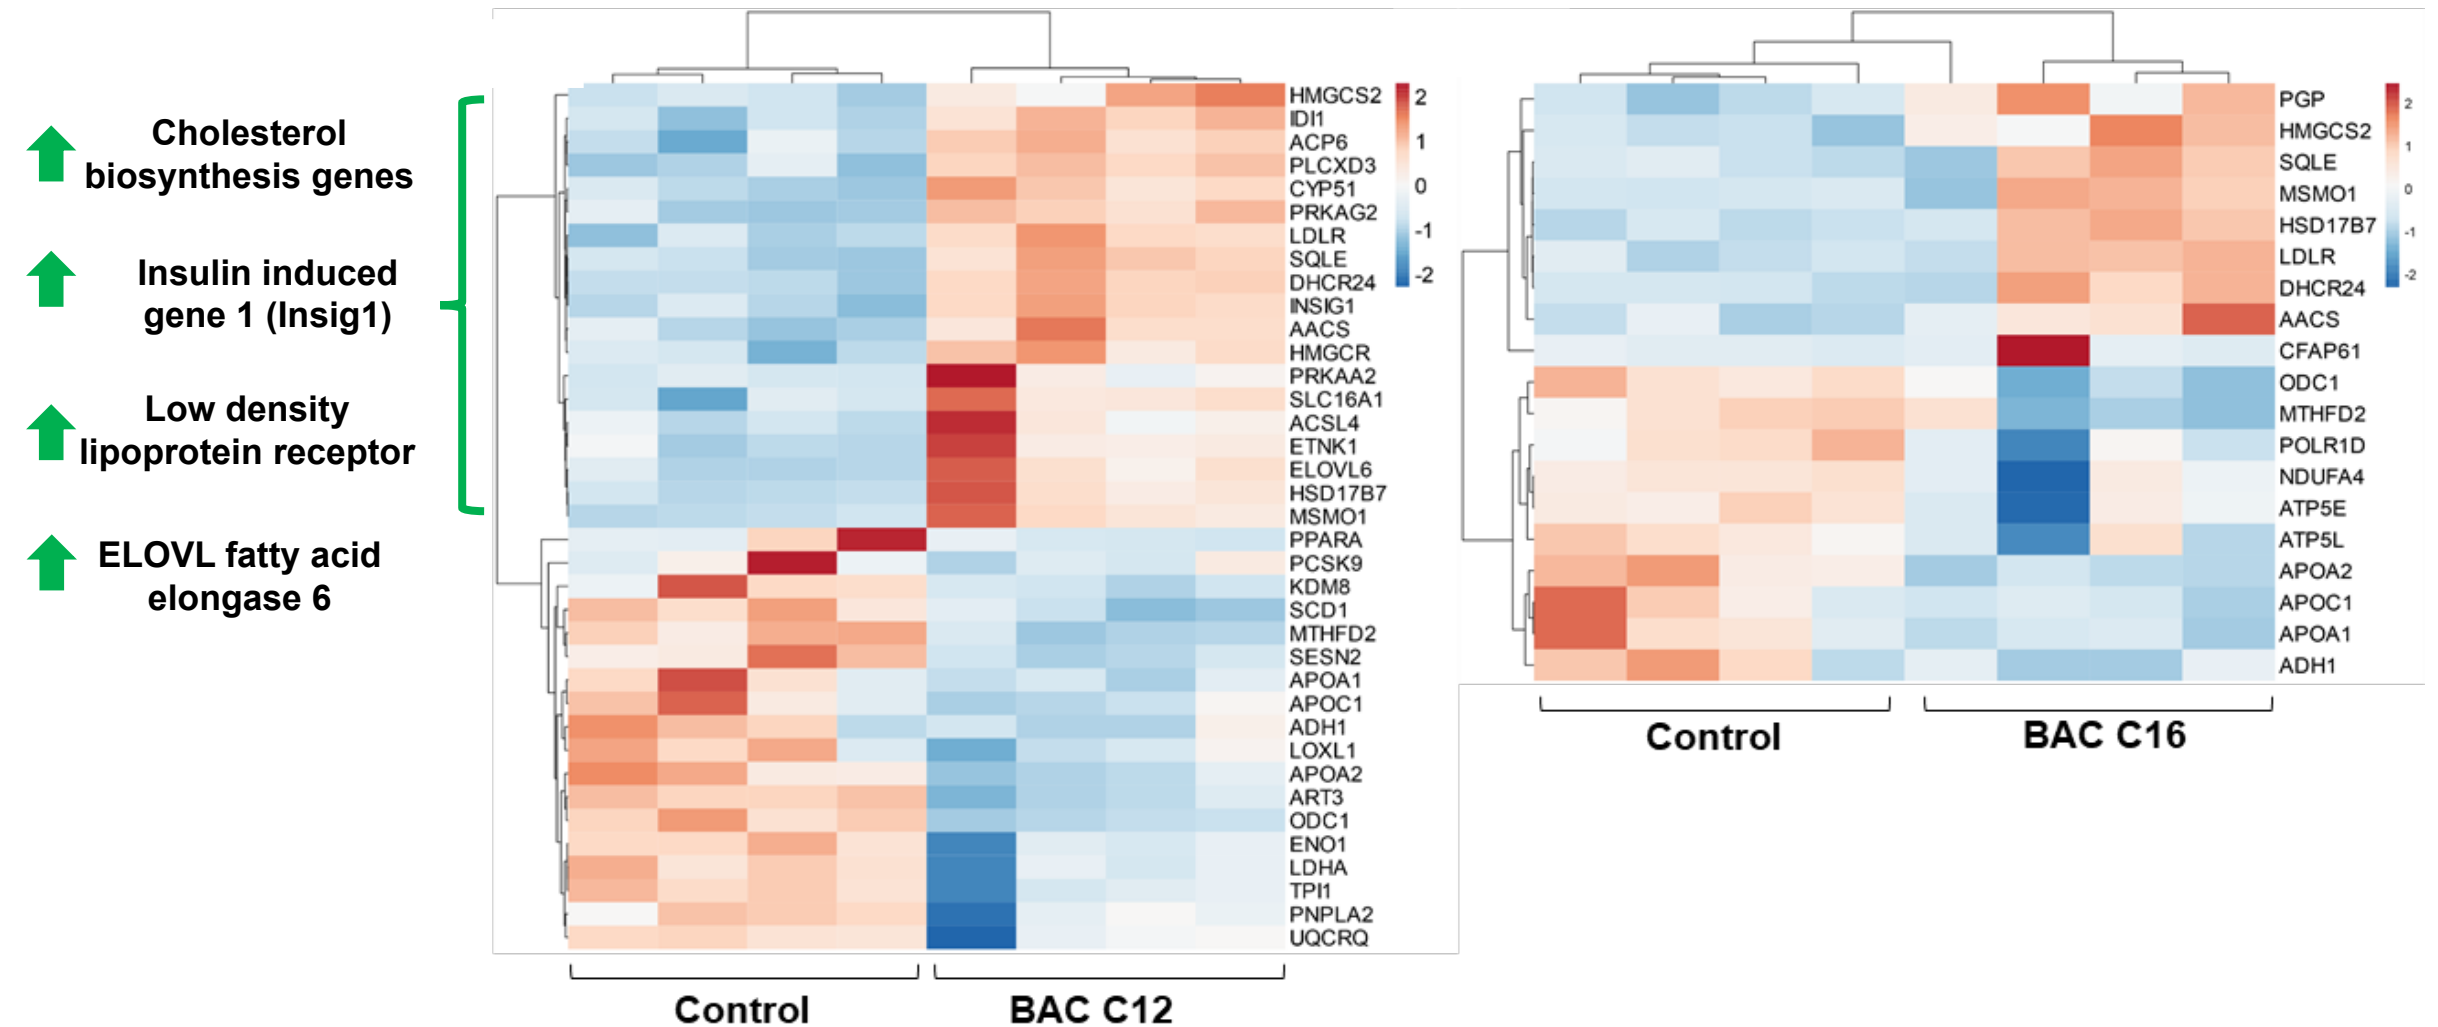 Cholesterol
biosynthesis genes
Insulin induced
gene 1 (Insig1)
Low density
lipoprotein receptor
ELOVL fatty acid
elongase 6
HMGCS2
IDI1
ACP6
PLCXD3
CYP51
PRKAG2
LDLR
SQLE
DHCR24
INSIG1
AACS
HMGCR
PRKAA2
SLC16A1
ACSL4
ETNK1
ELOVL6
HSD17B7
MSMO1
PPARA
PCSK9
KDM8
SCD1
MTHFD2
SESN2
APOA1
APOC1
ADH1
LOXL1
APOA2
ART3
ODC1
ENO1
LDHA
TPI1
PNPLA2
UQCRQ
2
1
0
-1
-2
Control
BAC C12
PGP
HMGCS2
SQLE
MSMO1
HSD17B7
LDLR
DHCR24
AACS
CFAP61
ODC1
MTHFD2
POLR1D
NDUFA4
ATP5E
ATP5L
APOA2
APOC1
APOA1
ADH1
2
1
0
-1
-2
Control
BAC C16